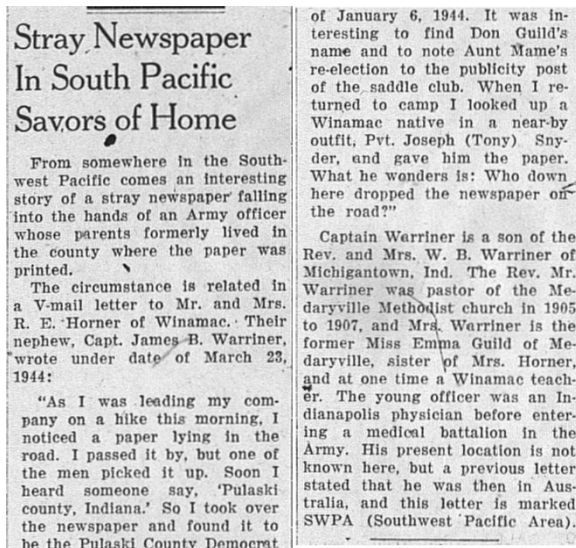 Stray Newspaper
In South Pacific
Savors of Home
From somewhere in the South-
west Pacific comes an interesting
story of a stray newspaper falling
into the hands of an Army officer
whose parents formerly lived in
the county where the paper was
printed.
The circumstance is related in
a V-mail letter to Mr. and Mrs.
R. E. Horner of Winamac. Their
nephew, Capt. James B. Warriner,
wrote under date of March 23,
1944:
"As I was leading my com-
pany on a hike this morning, I
noticed a paper lying in the
road. I passed it by, but one of
the men picked it up. Soon I
heard someone say, 'Pulaski
county, Indiana.' So I took over
the newspaper and found it to
be the Pulaski County Democrat
of January 6, 1944. It was in-
teresting to find Don Guild's
name and to note Aunt Mame's
re-election to the publicity post
of the saddle club. When I re-
turned to camp I looked up a
Winamac native in a near-by
outfit, Pvt. Joseph (Tony) Sny-
der, and gave him the paper.
What he wonders is: Who down
here dropped the newspaper on
the road?"
Captain Warriner is a son of the
Rev. and Mrs. W. B. Warriner of
Michigantown, Ind. The Rev. Mr.
Warriner was pastor of the Me-
daryville Methodist church in 1905
to 1907, and Mrs. Warriner is the
former Miss Emma Guild of Me-
daryville, sister of Mrs. Horner,
and at one time a Winamac teach-
er. The young officer was an In-
dianapolis physician before enter-
ing a medical battalion in the
Army. His present location is not
known here, but a previous letter
stated that he was then in Aus-
tralia, and this letter is marked
SWPA (Southwest Pacific Area).